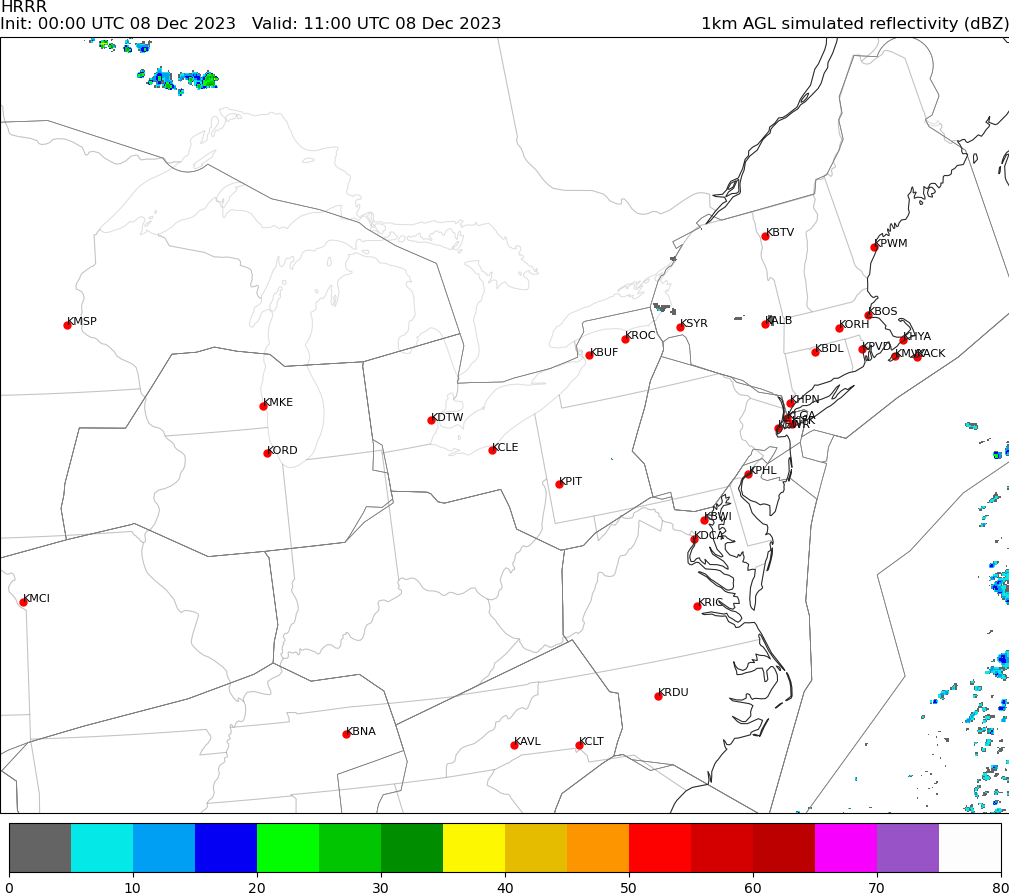 HRRR
Init: 00:00 UTC 08 Dec 2023   Valid: 11:00 UTC 08 Dec 2023
1km AGL simulated reflectivity (dBZ)
KBTV
KPWM
KBOS
KMSP
KSYR
KALB
KORH
KROC
KHYA
KBUF
KBDL
KPVD
KACK
KMKE
KHPN
KLGA
KDTW
KCLE
KORD
KPHL
KPIT
KBWI
KDCA
KMCI
KRIC
KRDU
KBNA
KAVL
KCLT
0 10 20 30 40 50 60 70 80